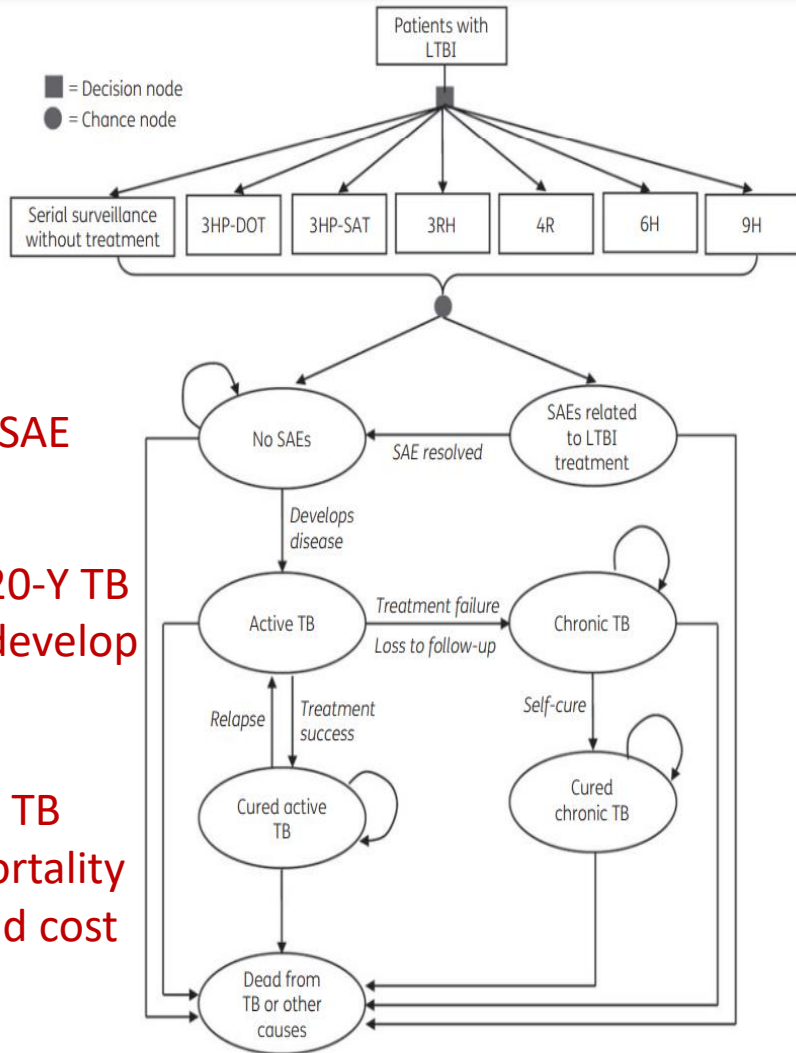 Patients with
LTBI
= Decision node
= Chance node
Serial surveillance
without treatment
3HP-DOT
3HP-SAT
3RH
4R
6H
9H
SAE
No SAEs
SAE resolved
SAEs related
to LTBI
treatment
Develops
disease
20-Y TB
develop
Active TB
Treatment failure
Loss to follow-up
Chronic TB
Relapse
Treatment
success
Self-cure
TB
ortality
d cost
Cured active
TB
Cured
chronic TB
Dead from
TB or other
causes